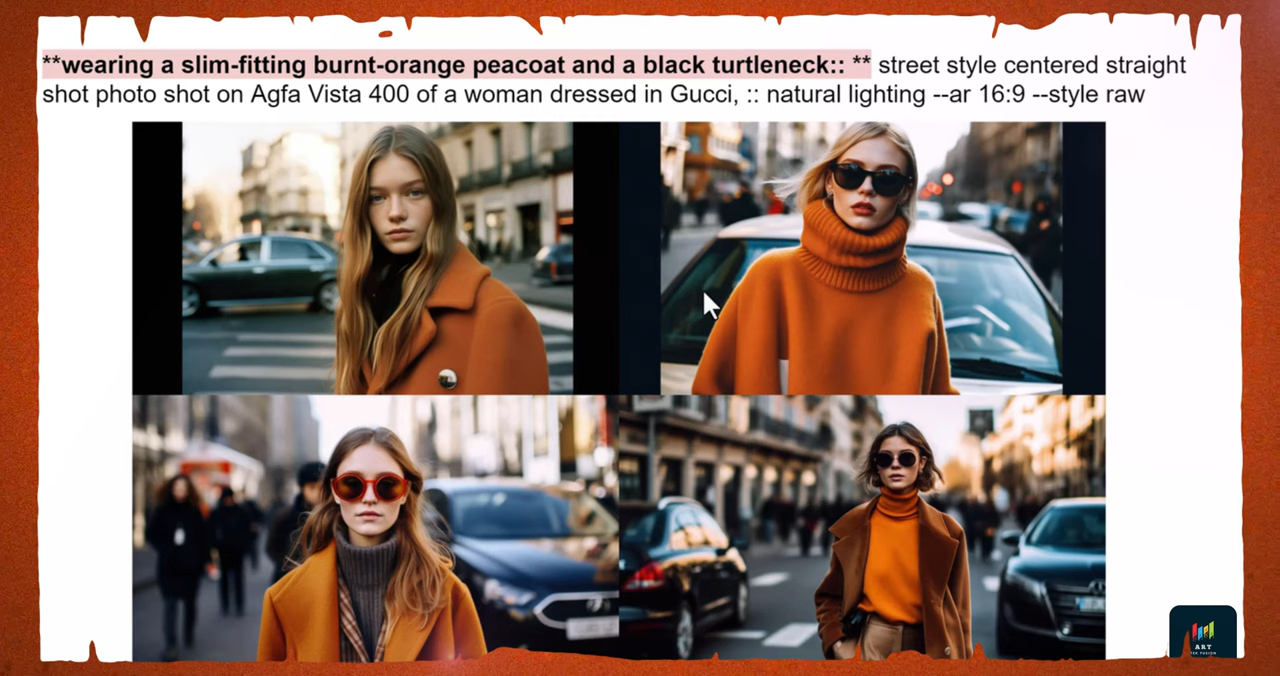 **wearing a slim-fitting burnt-orange peacoat and a black turtleneck:: ** street style centered straight
shot photo shot on Agfa Vista 400 of a woman dressed in Gucci, :: natural lighting --ar 16:9 --style raw
ART